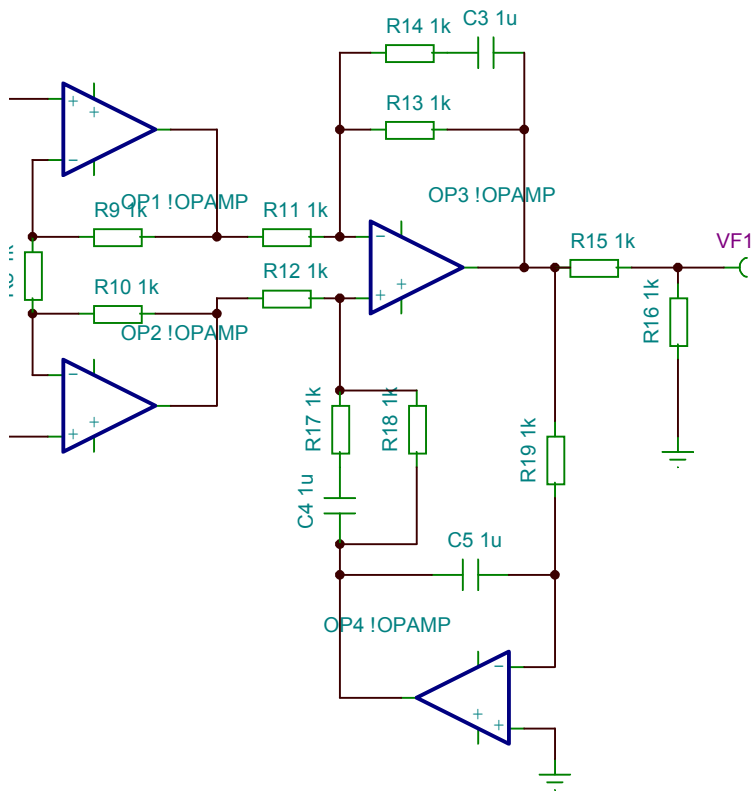 R14 1k
C3 1u
R13 1k
OP1 !OPAMP
OP3 !OPAMP
R9 1k
R11 1k
R15 1k
VF1
R12 1k
R10 1k
R16 1k
OP2 !OPAMP
R17 1k
R18 1k
R19 1k
C4 1u
C5 1u
OP4 !OPAMP